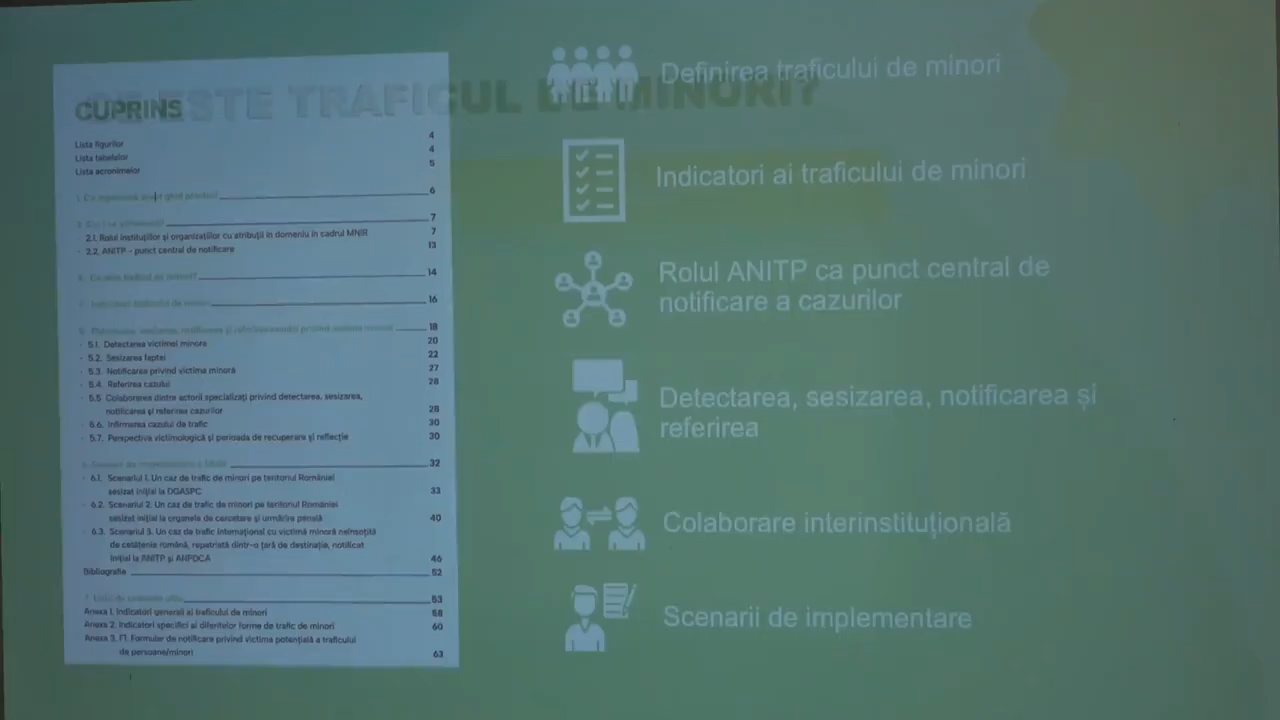 CE ESTE TRAFICUL DE MINORI?
CUPRINS
Lista figurilor 4
Lista tabelelor 4
Lista acronimelor 5
6
7
2.1. Rolul instituțiilor și organizațiilor cu atribuții în domeniu în cadrul MNIR 7
2.2. ANITP - punct central de notificare 13
14
16
18
5.1. Detectarea victimei minore 20
5.2. Sesizarea faptei 22
5.3. Notificarea privind victima minoră 27
5.4. Referirea cazului 28
5.5 Colaborarea dintre actorii specializați privind detectarea, sesizarea,
notificarea și referirea cazurilor 28
5.6. Infirmarea cazului de trafic 30
5.7. Perspectiva victimologică și perioada de recuperare și reflecție 30
32
6.1. Scenariul 1. Un caz de trafic de minori pe teritoriul României
sesizat inițial la DGASPC 33
6.2. Scenariul 2. Un caz de trafic de minori pe teritoriul României
sesizat inițial la organele de cercetare și urmărire penală 40
6.3. Scenariul 3. Un caz de trafic internațional cu victimă minoră neînsoțită
de cetățenie română, repatriată dintr-o țară de destinație, notificat
inițial la ANITP și ANPDCA 46
Bibliografie 52
53
Anexa 1. Indicatori generali ai traficului de minori 58
Anexa 2. Indicatori specifici ai diferitelor forme de trafic de minori 60
Anexa 3. Formular de notificare privind victima potențială a traficului
de persoane/minori 63
Definirea traficului de minori
Indicatori ai traficului de minori
Rolul ANITP ca punct central de
notificare a cazurilor
Detectarea, sesizarea, notificarea și
referirea
Colaborare interinstituțională
Scenarii de implementare